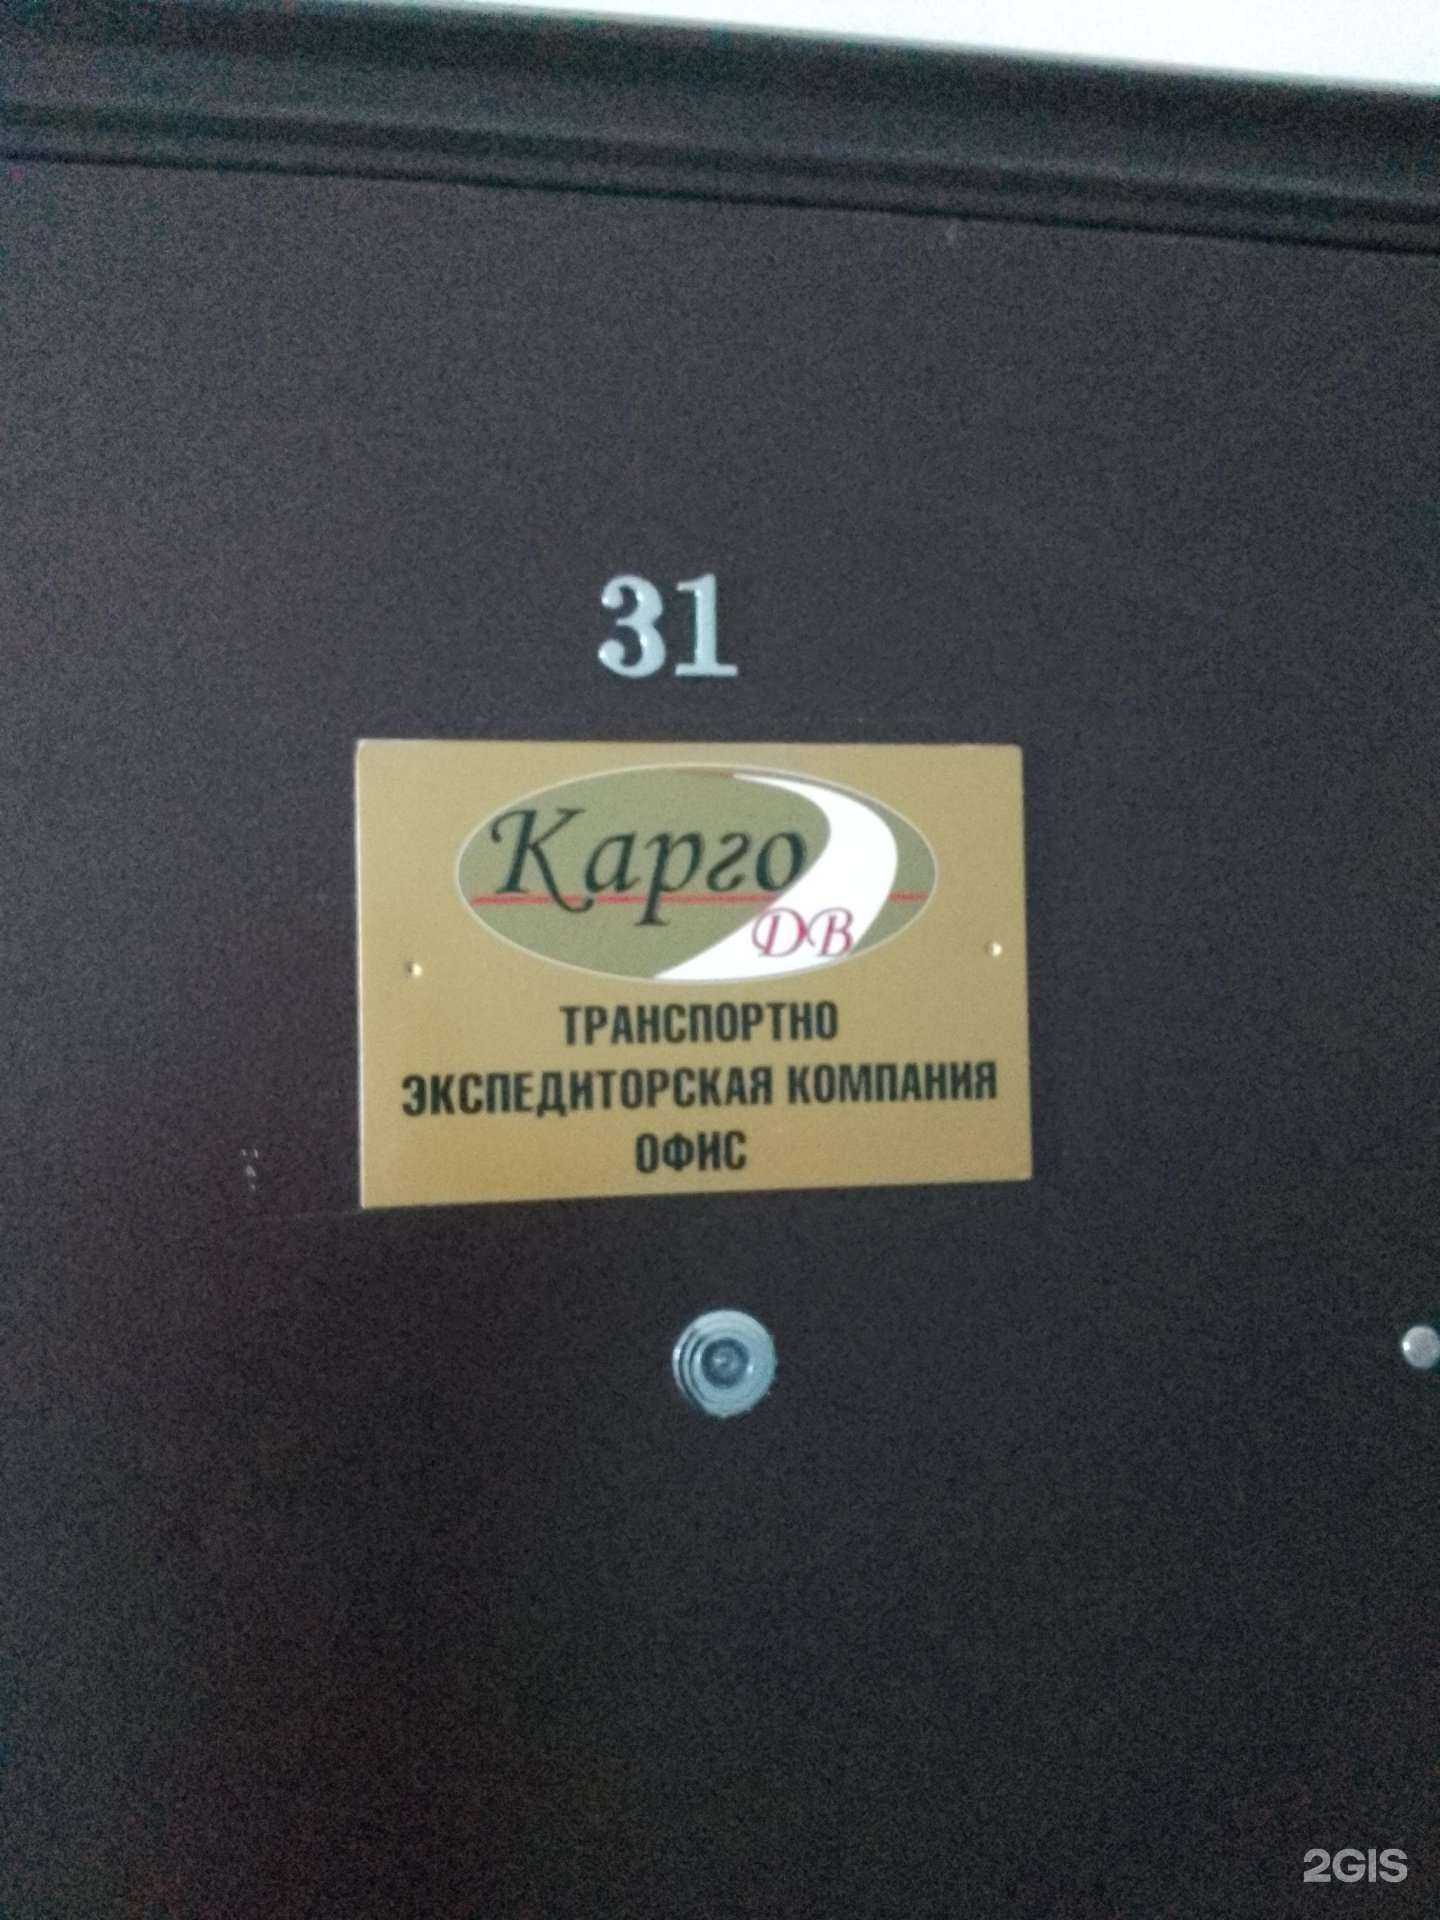 31
Карго
ДВ
ТРАНСПОРТНО
ЭКСПЕДИТОРСКАЯ КОМПАНИЯ
ОФИС
2GIS